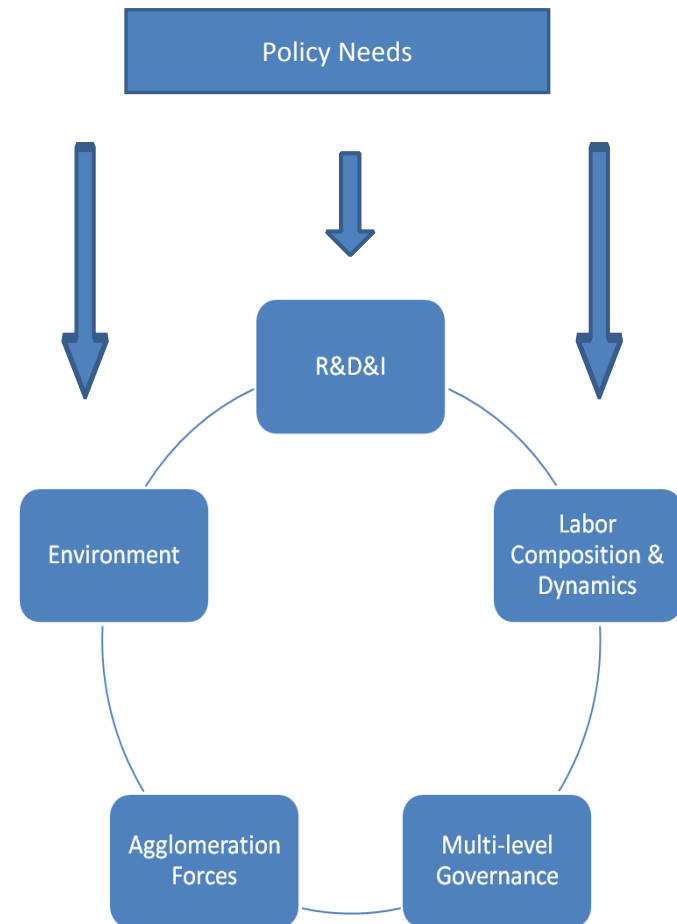 Policy Needs
R&D&I
Environment
Labor
Composition &
Dynamics
Agglomeration
Forces
Multi-level
Governance